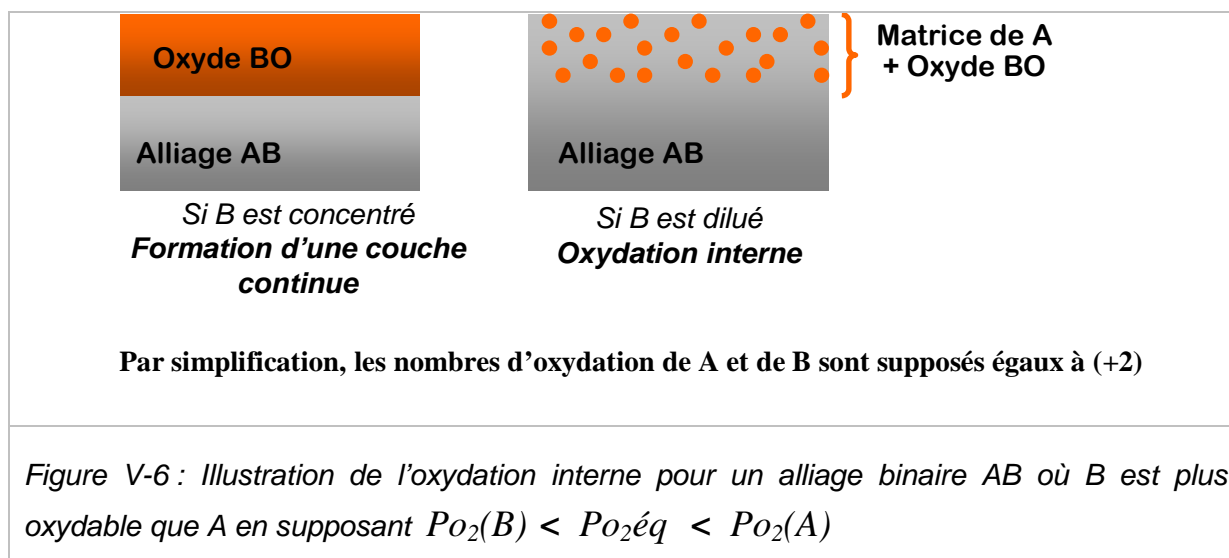 Oxyde BO
Alliage AB
Si B est concentré
Formation d'une couche
continue
Alliage AB
Si B est dilué
Oxydation interne
Matrice de A
+ Oxyde BO
Par simplification, les nombres d'oxydation de A et de B sont supposés égaux à (+2)
Figure V-6 : Illustration de l'oxydation interne pour un alliage binaire AB où B est plus
oxydable que A en supposant Po₂(B) < Po₂éq < Po₂(A)